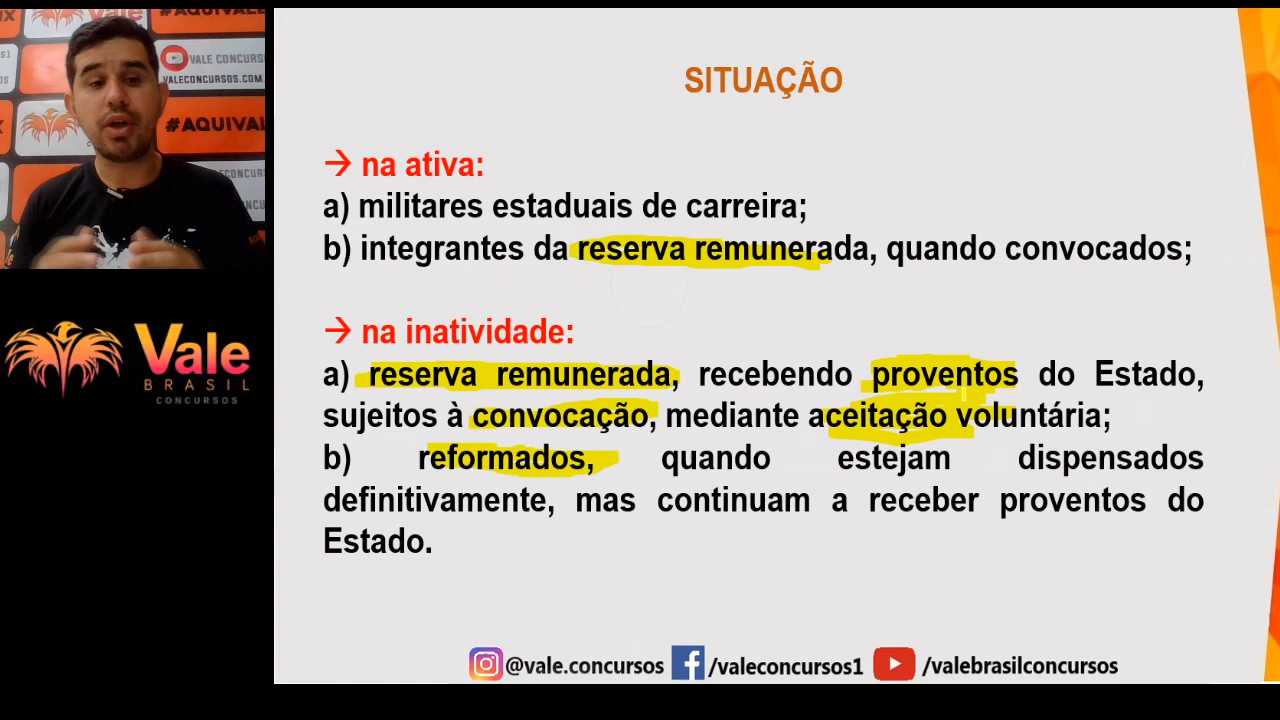 VALE CONCURS
VALECONCURSOS.COM
#AQUIVAL
Vale
BRASIL
CONCURSOS
SITUAÇÃO
→ na ativa:
a) militares estaduais de carreira;
b) integrantes da reserva remunerada, quando convocados;
→ na inatividade:
a) reserva remunerada, recebendo proventos do Estado,
sujeitos à convocação, mediante aceitação voluntária;
b) reformados, quando estejam dispensados
definitivamente, mas continuam a receber proventos do
Estado.
@vale.concursos /valeconcursos1 /valebrasilconcursos